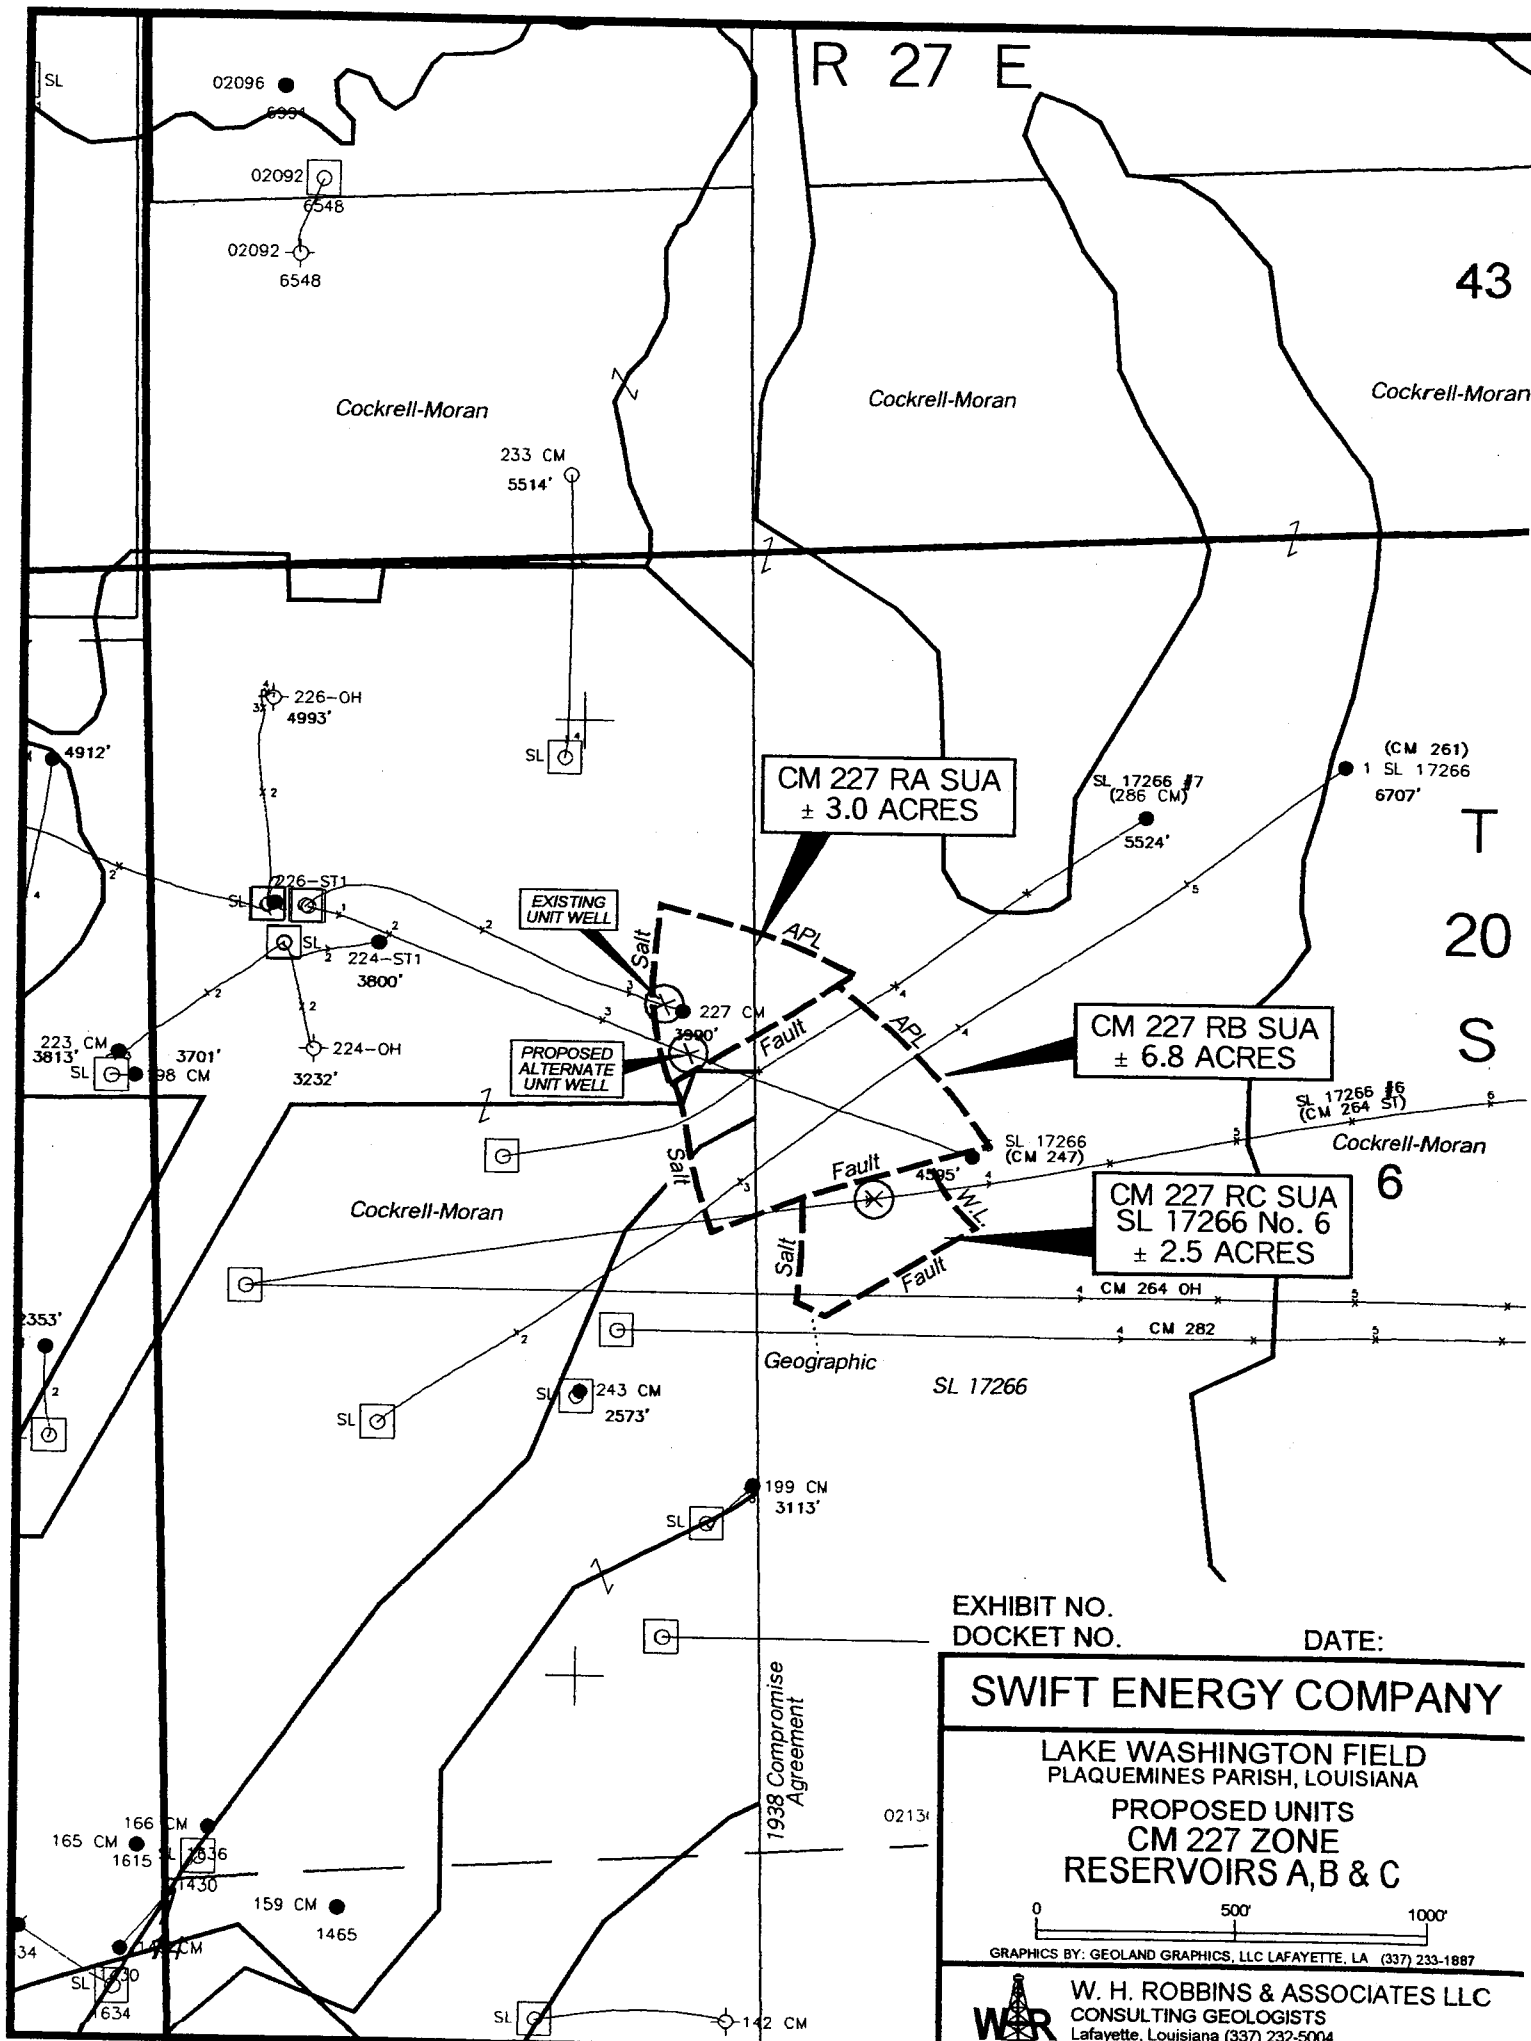 R 27 E
SL
02096
6991
02092
6548
02092
6548
43
Cockrell-Moran
Cockrell-Moran
Cockrell-Moran
233 CM
5514'
226-OH
4993'
SL
4912'
CM 227 RA SUA
± 3.0 ACRES
SL 17266 #7
(286 CM)
5524'
(CM 261)
1 SL 17266
6707'
T
20
S
226-ST1
SL
SL
224-ST1
3800'
EXISTING
UNIT WELL
Salt
APL
227 CM
3990'
Fault
APL
PROPOSED
ALTERNATE
UNIT WELL
CM 227 RB SUA
± 6.8 ACRES
223 CM
3813'
3701'
SL
198 CM
224-OH
3232'
SL 17266 #6
(CM 264 ST)
Cockrell-Moran
6
SL 17266
(CM 247)
4595'
Fault
Salt
W.L.
CM 227 RC SUA
SL 17266 No. 6
± 2.5 ACRES
Cockrell-Moran
Salt
Fault
CM 264 OH
CM 282
2353'
Geographic
SL 17266
SL
243 CM
2573'
SL
199 CM
3113'
SL
1938 Compromise
Agreement
EXHIBIT NO.
DOCKET NO.
DATE:
SWIFT ENERGY COMPANY
LAKE WASHINGTON FIELD
PLAQUEMINES PARISH, LOUISIANA
PROPOSED UNITS
CM 227 ZONE
RESERVOIRS A,B & C
0 500' 1000'
GRAPHICS BY: GEOLAND GRAPHICS, LLC LAFAYETTE, LA (337) 233-1887
W. H. ROBBINS & ASSOCIATES LLC
CONSULTING GEOLOGISTS
Lafayette, Louisiana (337) 232-5004
166 CM
165 CM
1615
SL
1636
1430
159 CM
1465
SL
1634
SL
142 CM